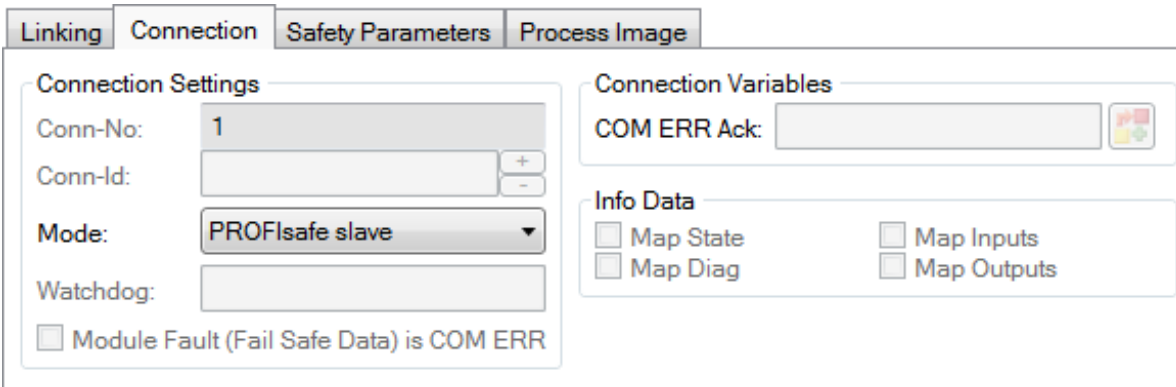 Linking Connection Safety Parameters Process Image
Connection Settings
Conn-No: 1
Conn-Id: + -
Mode: PROFIsafe slave
Watchdog:
Module Fault (Fail Safe Data) is COM ERR
Connection Variables
COM ERR Ack:
Info Data
Map State Map Inputs
Map Diag Map Outputs